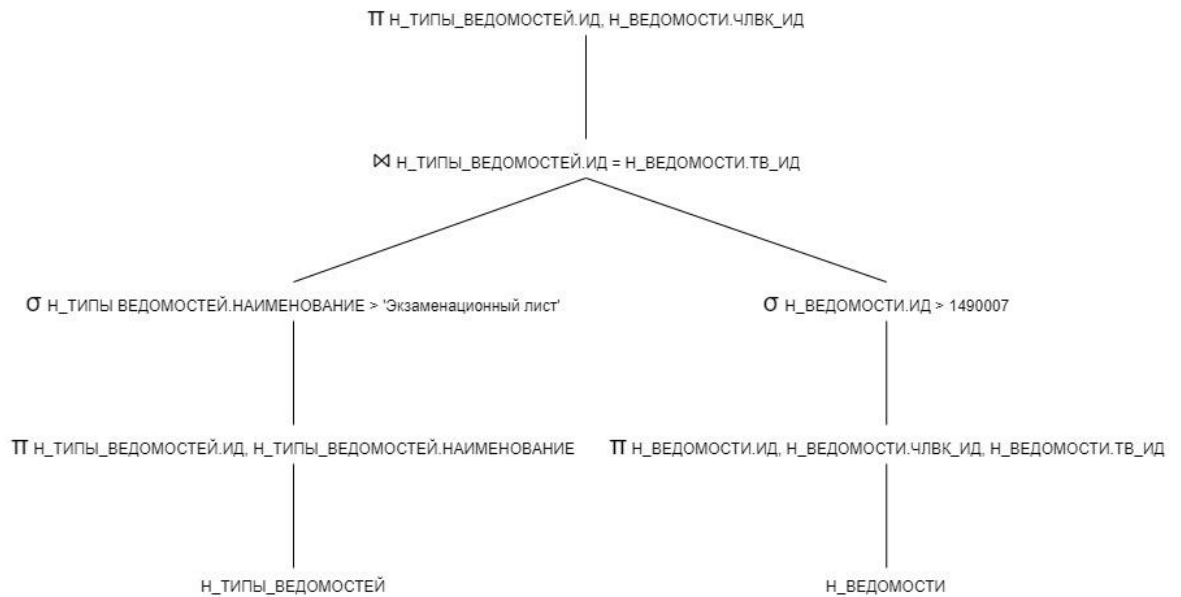 π Н_ТИПЫ_ВЕДОМОСТЕЙ.ИД, Н_ВЕДОМОСТИ.ЧЛВК_ИД
⋈ Н_ТИПЫ_ВЕДОМОСТЕЙ.ИД = Н_ВЕДОМОСТИ.ТВ_ИД
σ Н_ТИПЫ ВЕДОМОСТЕЙ.НАИМЕНОВАНИЕ > 'Экзаменационный лист'
σ Н_ВЕДОМОСТИ.ИД > 1490007
π Н_ТИПЫ_ВЕДОМОСТЕЙ.ИД, Н_ТИПЫ_ВЕДОМОСТЕЙ.НАИМЕНОВАНИЕ
π Н_ВЕДОМОСТИ.ИД, Н_ВЕДОМОСТИ.ЧЛВК_ИД, Н_ВЕДОМОСТИ.ТВ_ИД
Н_ТИПЫ_ВЕДОМОСТЕЙ
Н_ВЕДОМОСТИ